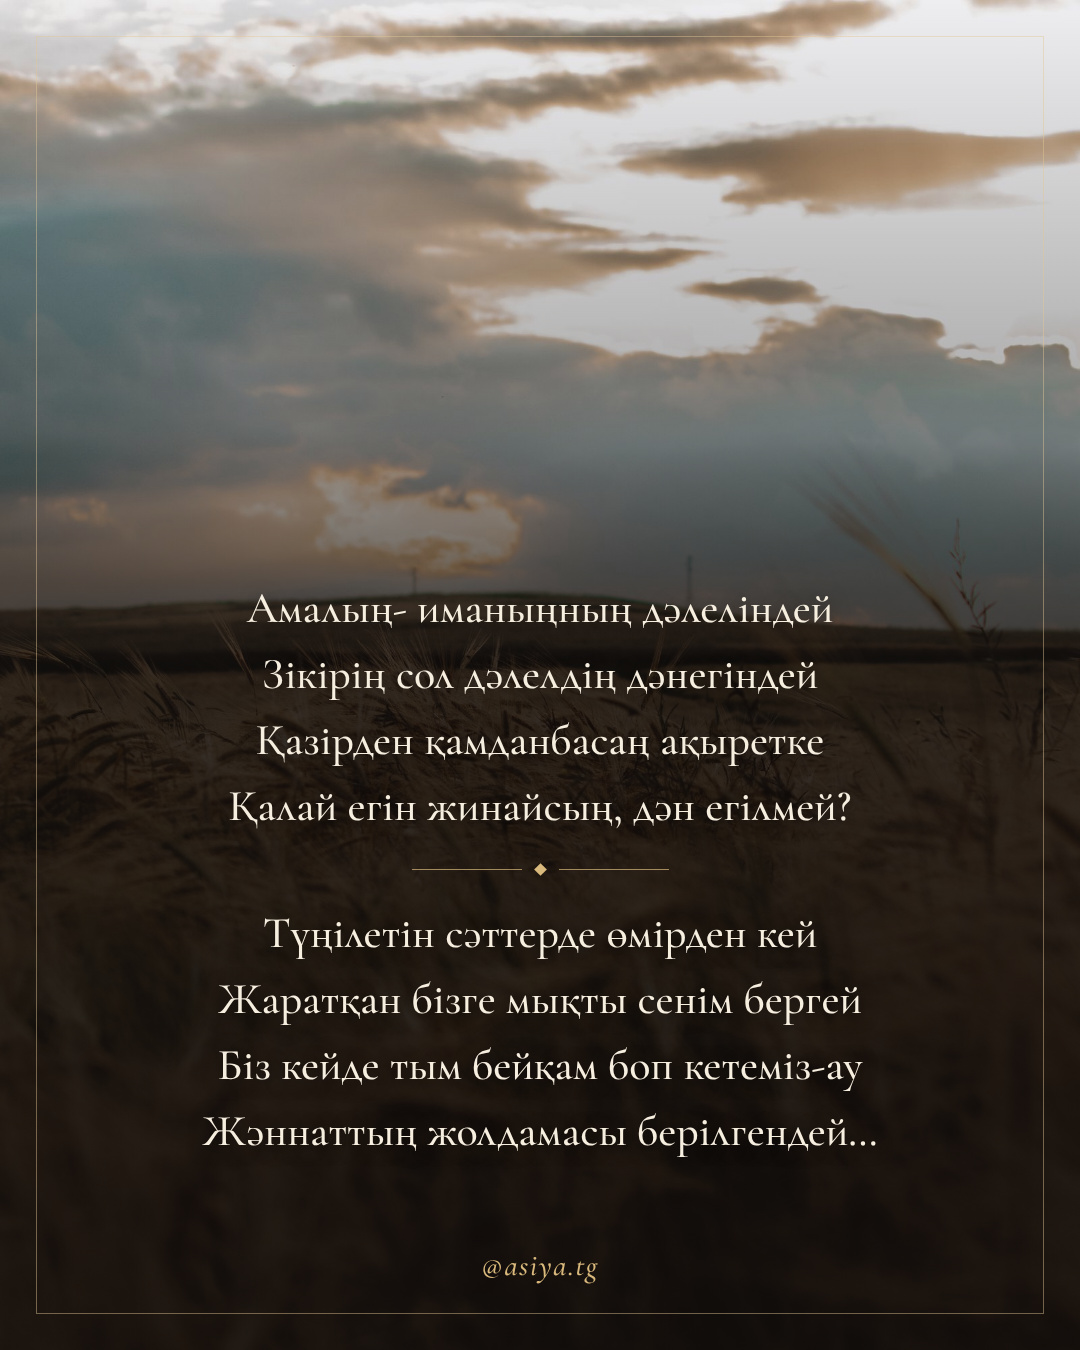 Амалың- иманыңның дәлеліндей
Зікірің сол дәлелдің дәнегіндей
Қазірден қамданбасаң ақыретке
Қалай егін жинайсың, дән егілмей?
Түңілетін сәттерде өмірден кей
Жаратқан бізге мықты сенім бергей
Біз кейде тым бейқам боп кетеміз-ау
Жәннаттың жолдамасы берілгендей...
@asiya.tg